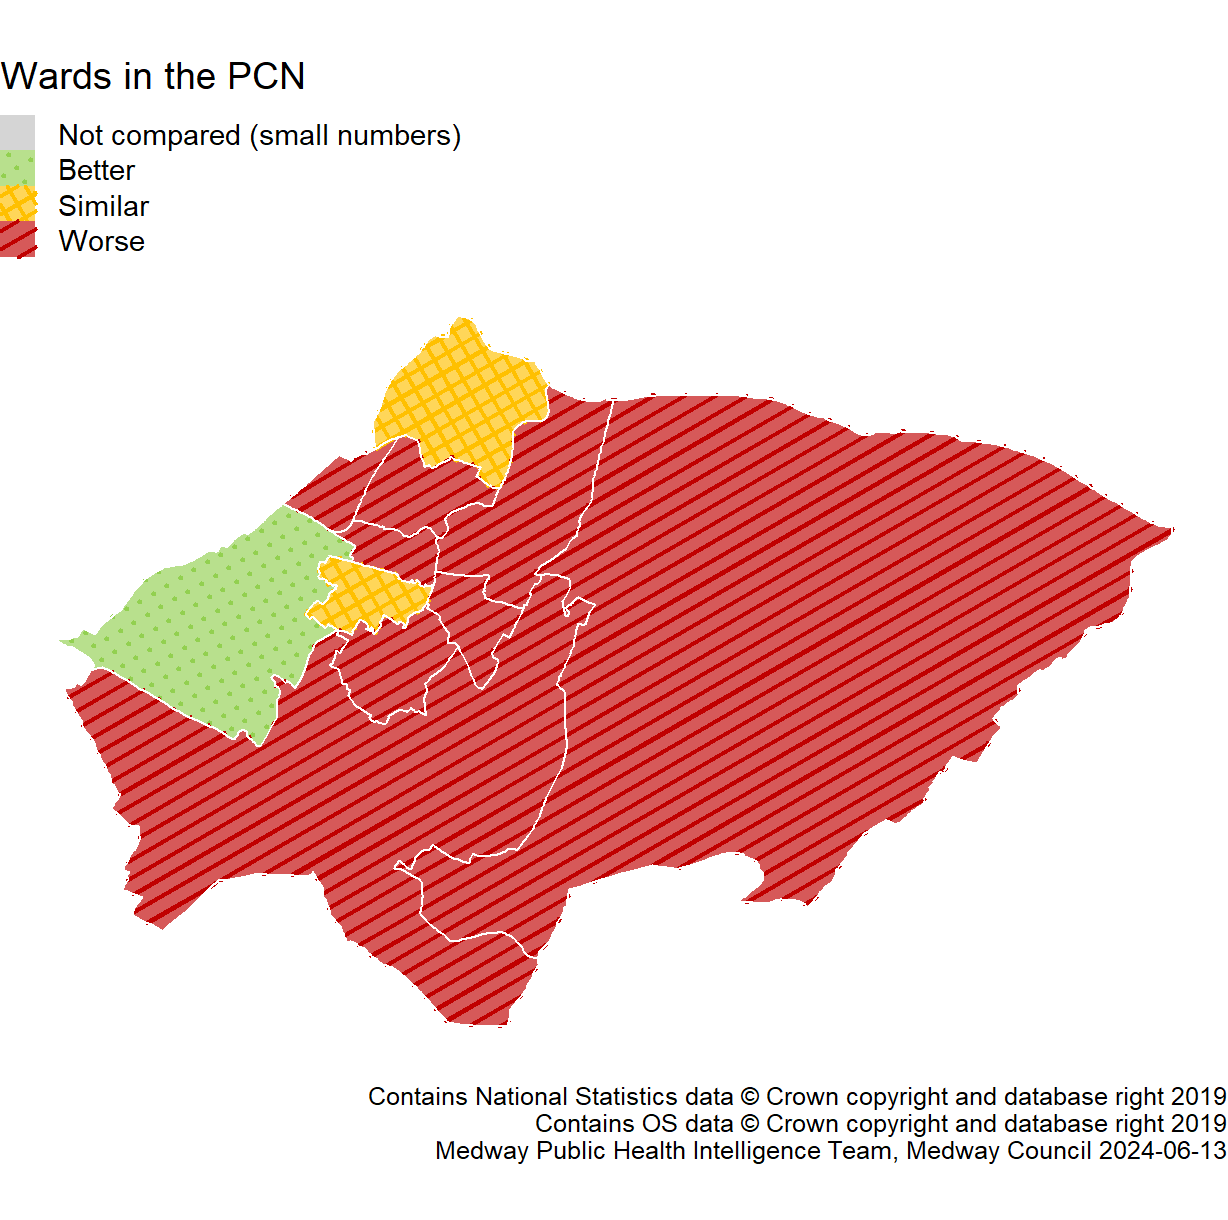 Wards in the PCN
Not compared (small numbers)
Better
Similar
Worse
Contains National Statistics data © Crown copyright and database right 2019
Contains OS data © Crown copyright and database right 2019
Medway Public Health Intelligence Team, Medway Council 2024-06-13